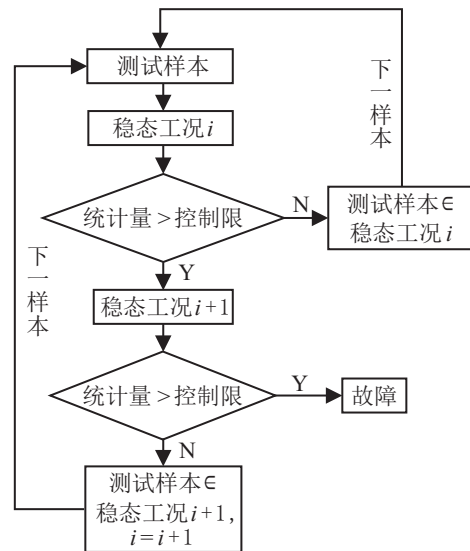 测试样本
稳态工况i
统计量>控制限
N
测试样本∈
稳态工况i
下一样本
Y
稳态工况i+1
统计量>控制限
Y
故障
N
测试样本∈
稳态工况i+1,
i=i+1
下一样本